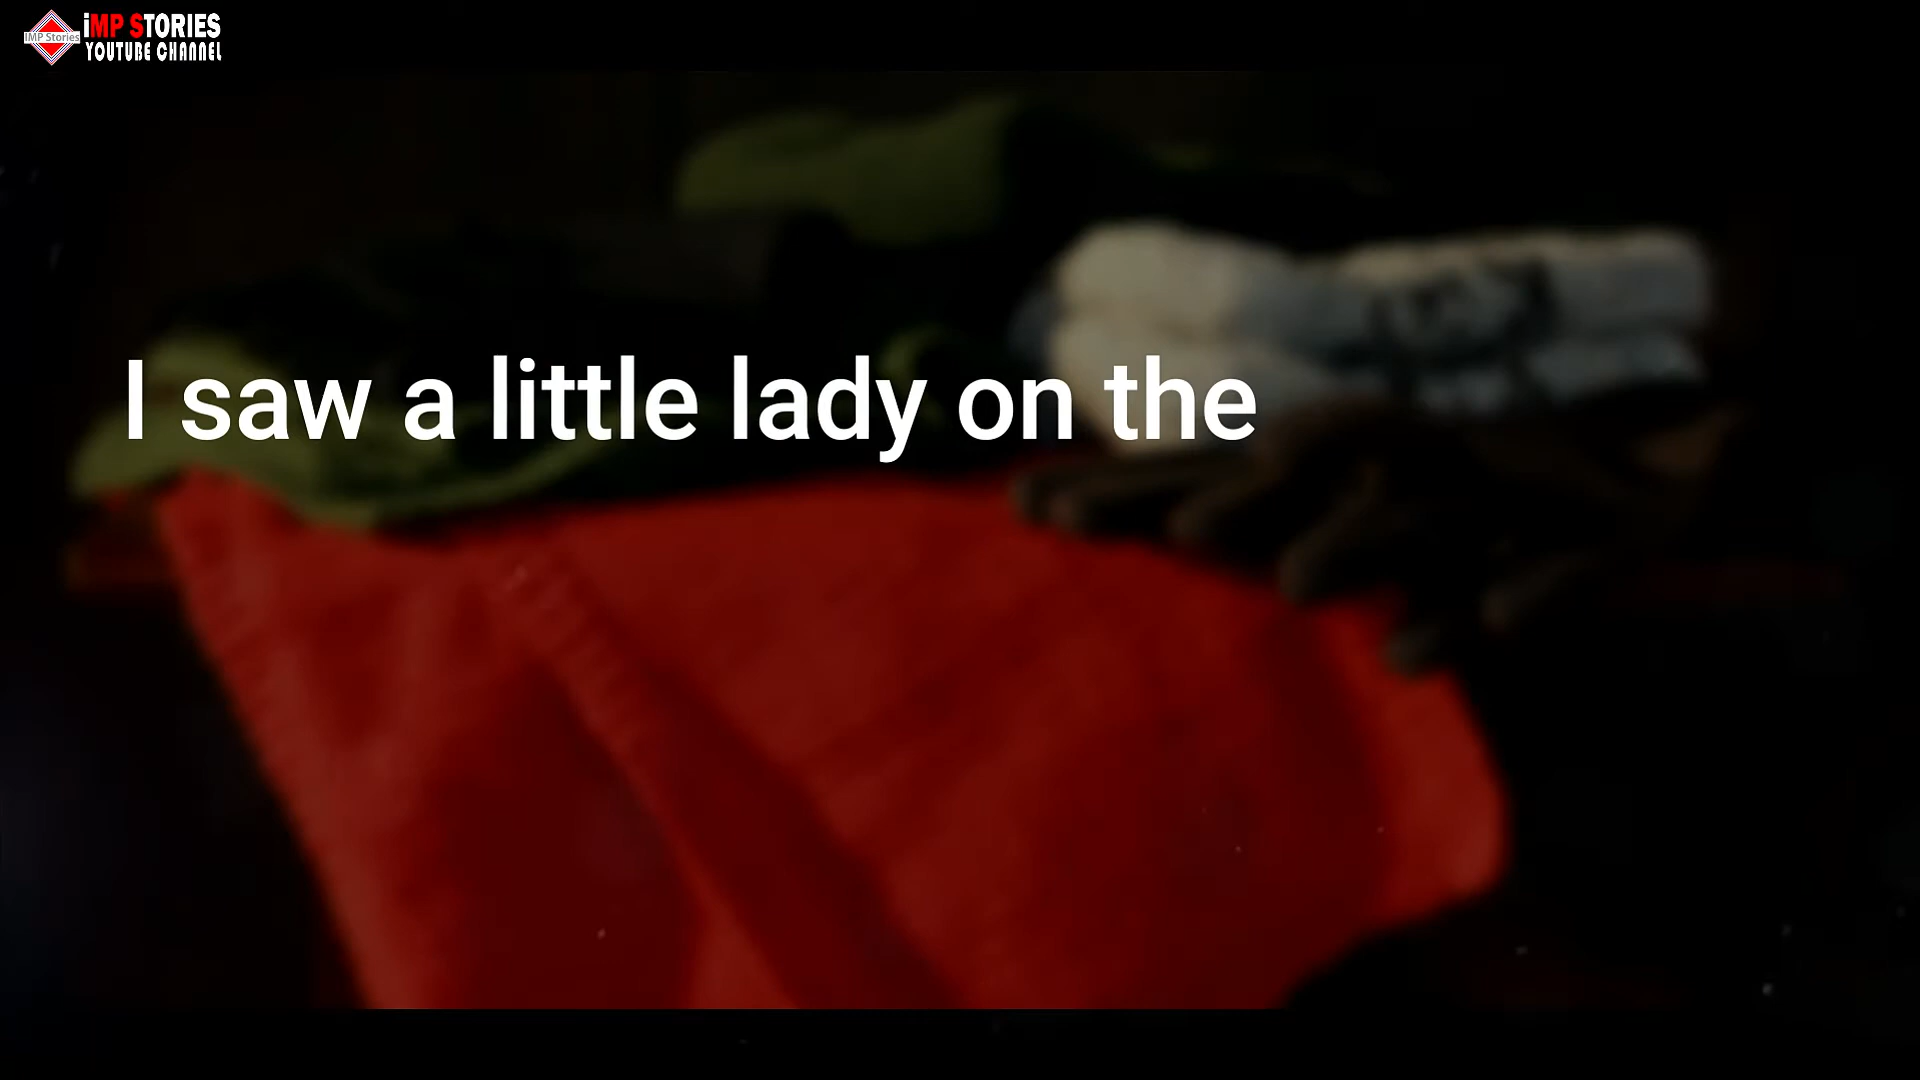 iMP STORIES
IMP Stories
YOUTUBE CHANNEL
I saw a little lady on the